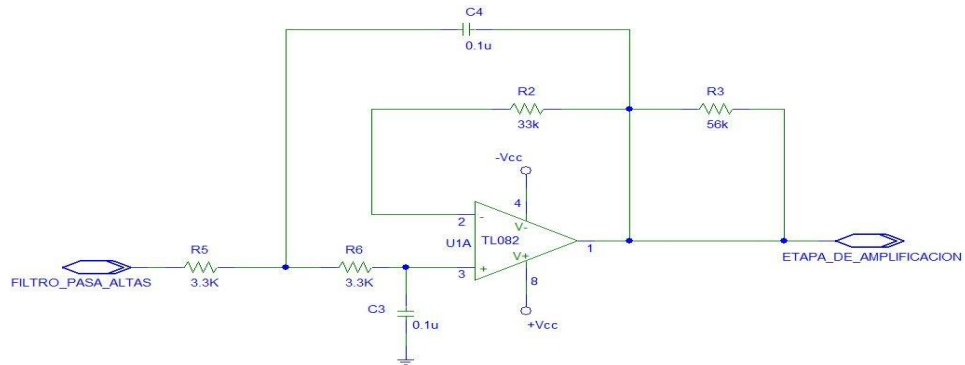 C4
0.1u
R2
33k
R3
56k
-Vcc
4
2
-
V-
U1A
TL082
1
V+
3
+
8
+Vcc
R5
3.3K
R6
3.3K
C3
0.1u
FILTRO_PASA_ALTAS
ETAPA_DE_AMPLIFICACION